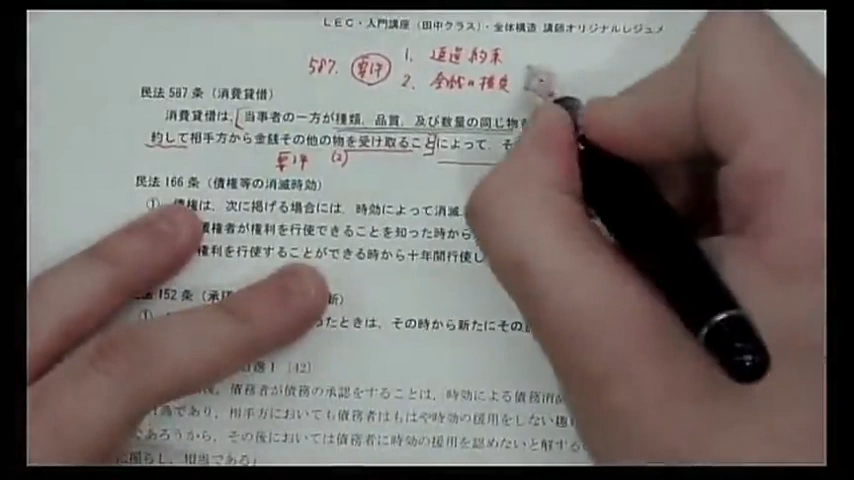 LEC・入門講座（田中クラス）・全体構造 講師オリジナルレジュメ
587. 要件 1. 返還約束
2. 金銭の授受
民法 587 条（消費貸借）
消費貸借は、当事者の一方が種類、品質、及び数量の同じ物を
約して相手方から金銭その他の物を受け取ることによって、そ
要件 (2)
民法 166 条（債権等の消滅時効）
① 債権は、次に掲げる場合には、時効によって消滅
債権者が権利を行使できることを知った時から
権利を行使することができる時から十年間行使し
民法 152 条（承認
① ったときは、その時から新たにその
選 1 (42)
債務者が債務の承認をすることは、時効による債務消
為であり、相手方においても債務者はもはや時効の援用をしない趣
であろうから、その後においては債務者に時効の援用を認めないと解する
に照らし、相当である